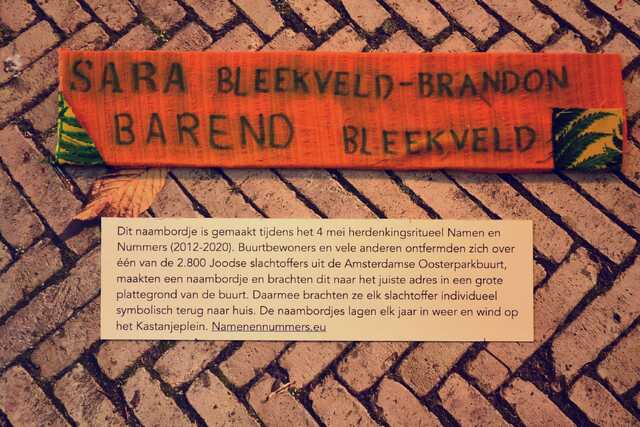 SARA BLEEKVELD-BRANDON
BAREND BLEEKVELD
Dit naambordje is gemaakt tijdens het 4 mei herdenkingsritueel Namen en
Nummers (2012-2020). Buurtbewoners en vele anderen ontfermden zich over
één van de 2.800 Joodse slachtoffers uit de Amsterdamse Oosterparkbuurt,
maakten een naambordje en brachten dit naar het juiste adres in een grote
plattegrond van de buurt. Daarmee brachten ze elk slachtoffer individueel
symbolisch terug naar huis. De naambordjes lagen elk jaar in weer en wind op
het Kastanjeplein. Namenennummers.eu